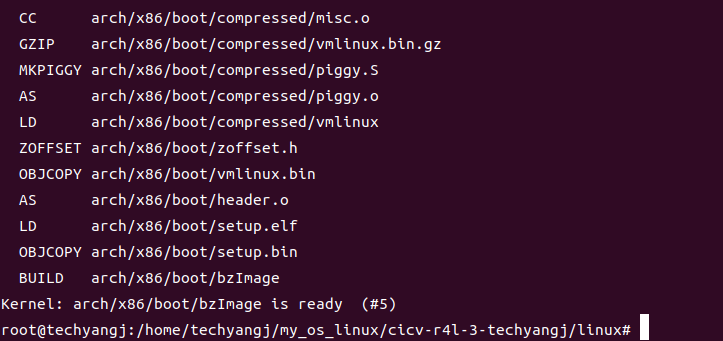 CC      arch/x86/boot/compressed/misc.o
GZIP    arch/x86/boot/compressed/vmlinux.bin.gz
MKPIGGY arch/x86/boot/compressed/piggy.S
AS      arch/x86/boot/compressed/piggy.o
LD      arch/x86/boot/compressed/vmlinux
ZOFFSET arch/x86/boot/zoffset.h
OBJCOPY arch/x86/boot/vmlinux.bin
AS      arch/x86/boot/header.o
LD      arch/x86/boot/setup.elf
OBJCOPY arch/x86/boot/setup.bin
BUILD   arch/x86/boot/bzImage
Kernel: arch/x86/boot/bzImage is ready  (#5)
root@techyangj:/home/techyangj/my_os_linux/cicv-r4l-3-techyangj/linux#